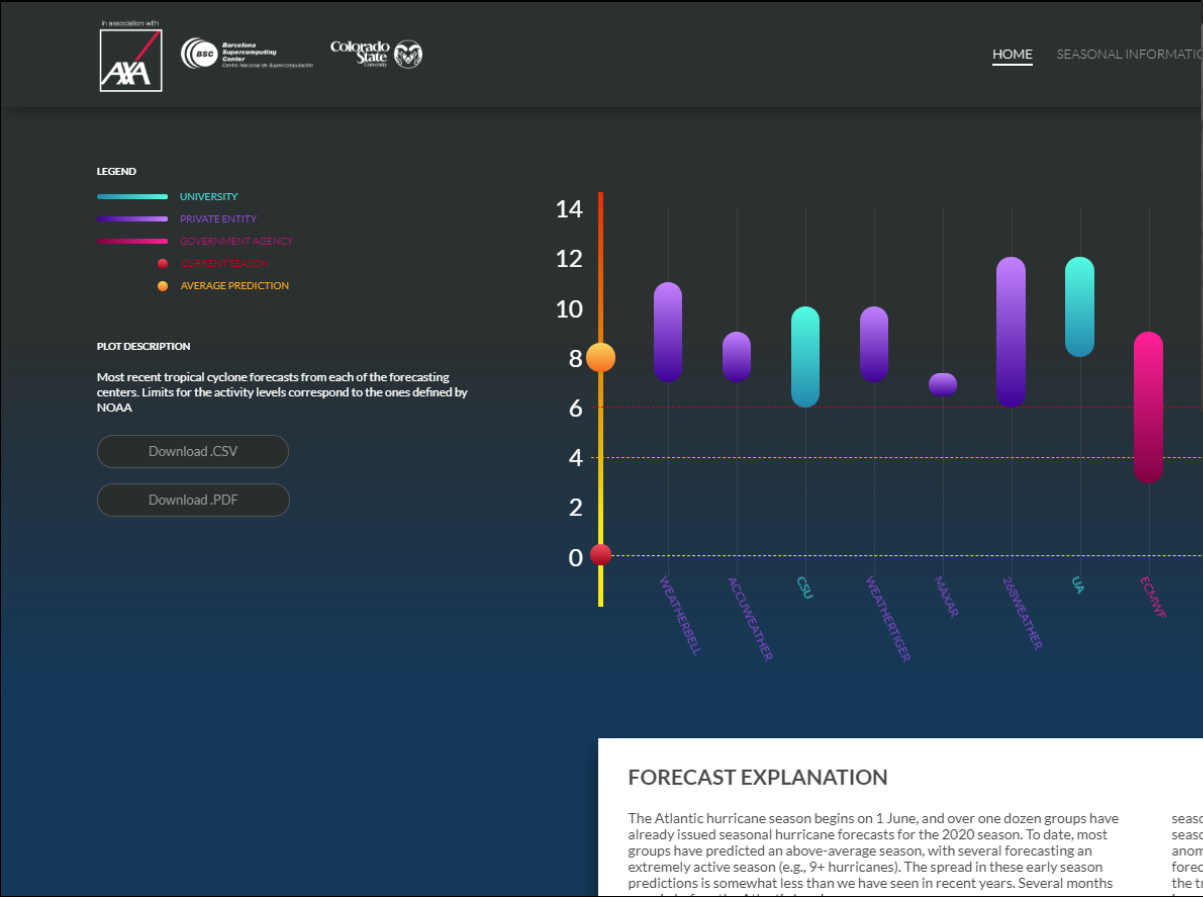 In association with
AXA
BSC
Barcelona
Supercomputing
Center
Centro Nacional de Supercomputación
Colorado
State
University
HOME
SEASONAL INFORMATIO
LEGEND
UNIVERSITY
PRIVATE ENTITY
GOVERNMENT AGENCY
CURRENT SEASON
AVERAGE PREDICTION
PLOT DESCRIPTION
Most recent tropical cyclone forecasts from each of the forecasting
centers. Limits for the activity levels correspond to the ones defined by
NOAA
Download .CSV
Download .PDF
14
12
10
8
6
4
2
0
WEATHERBELL
ACCUWEATHER
CSU
WEATHERTIGER
MAXAR
268WEATHER
UA
ECMWF
FORECAST EXPLANATION
The Atlantic hurricane season begins on 1 June, and over one dozen groups have
already issued seasonal hurricane forecasts for the 2020 season. To date, most
groups have predicted an above-average season, with several forecasting an
extremely active season (e.g., 9+ hurricanes). The spread in these early season
predictions is somewhat less than we have seen in recent years. Several months
seaso
seaso
anom
forec
the tr